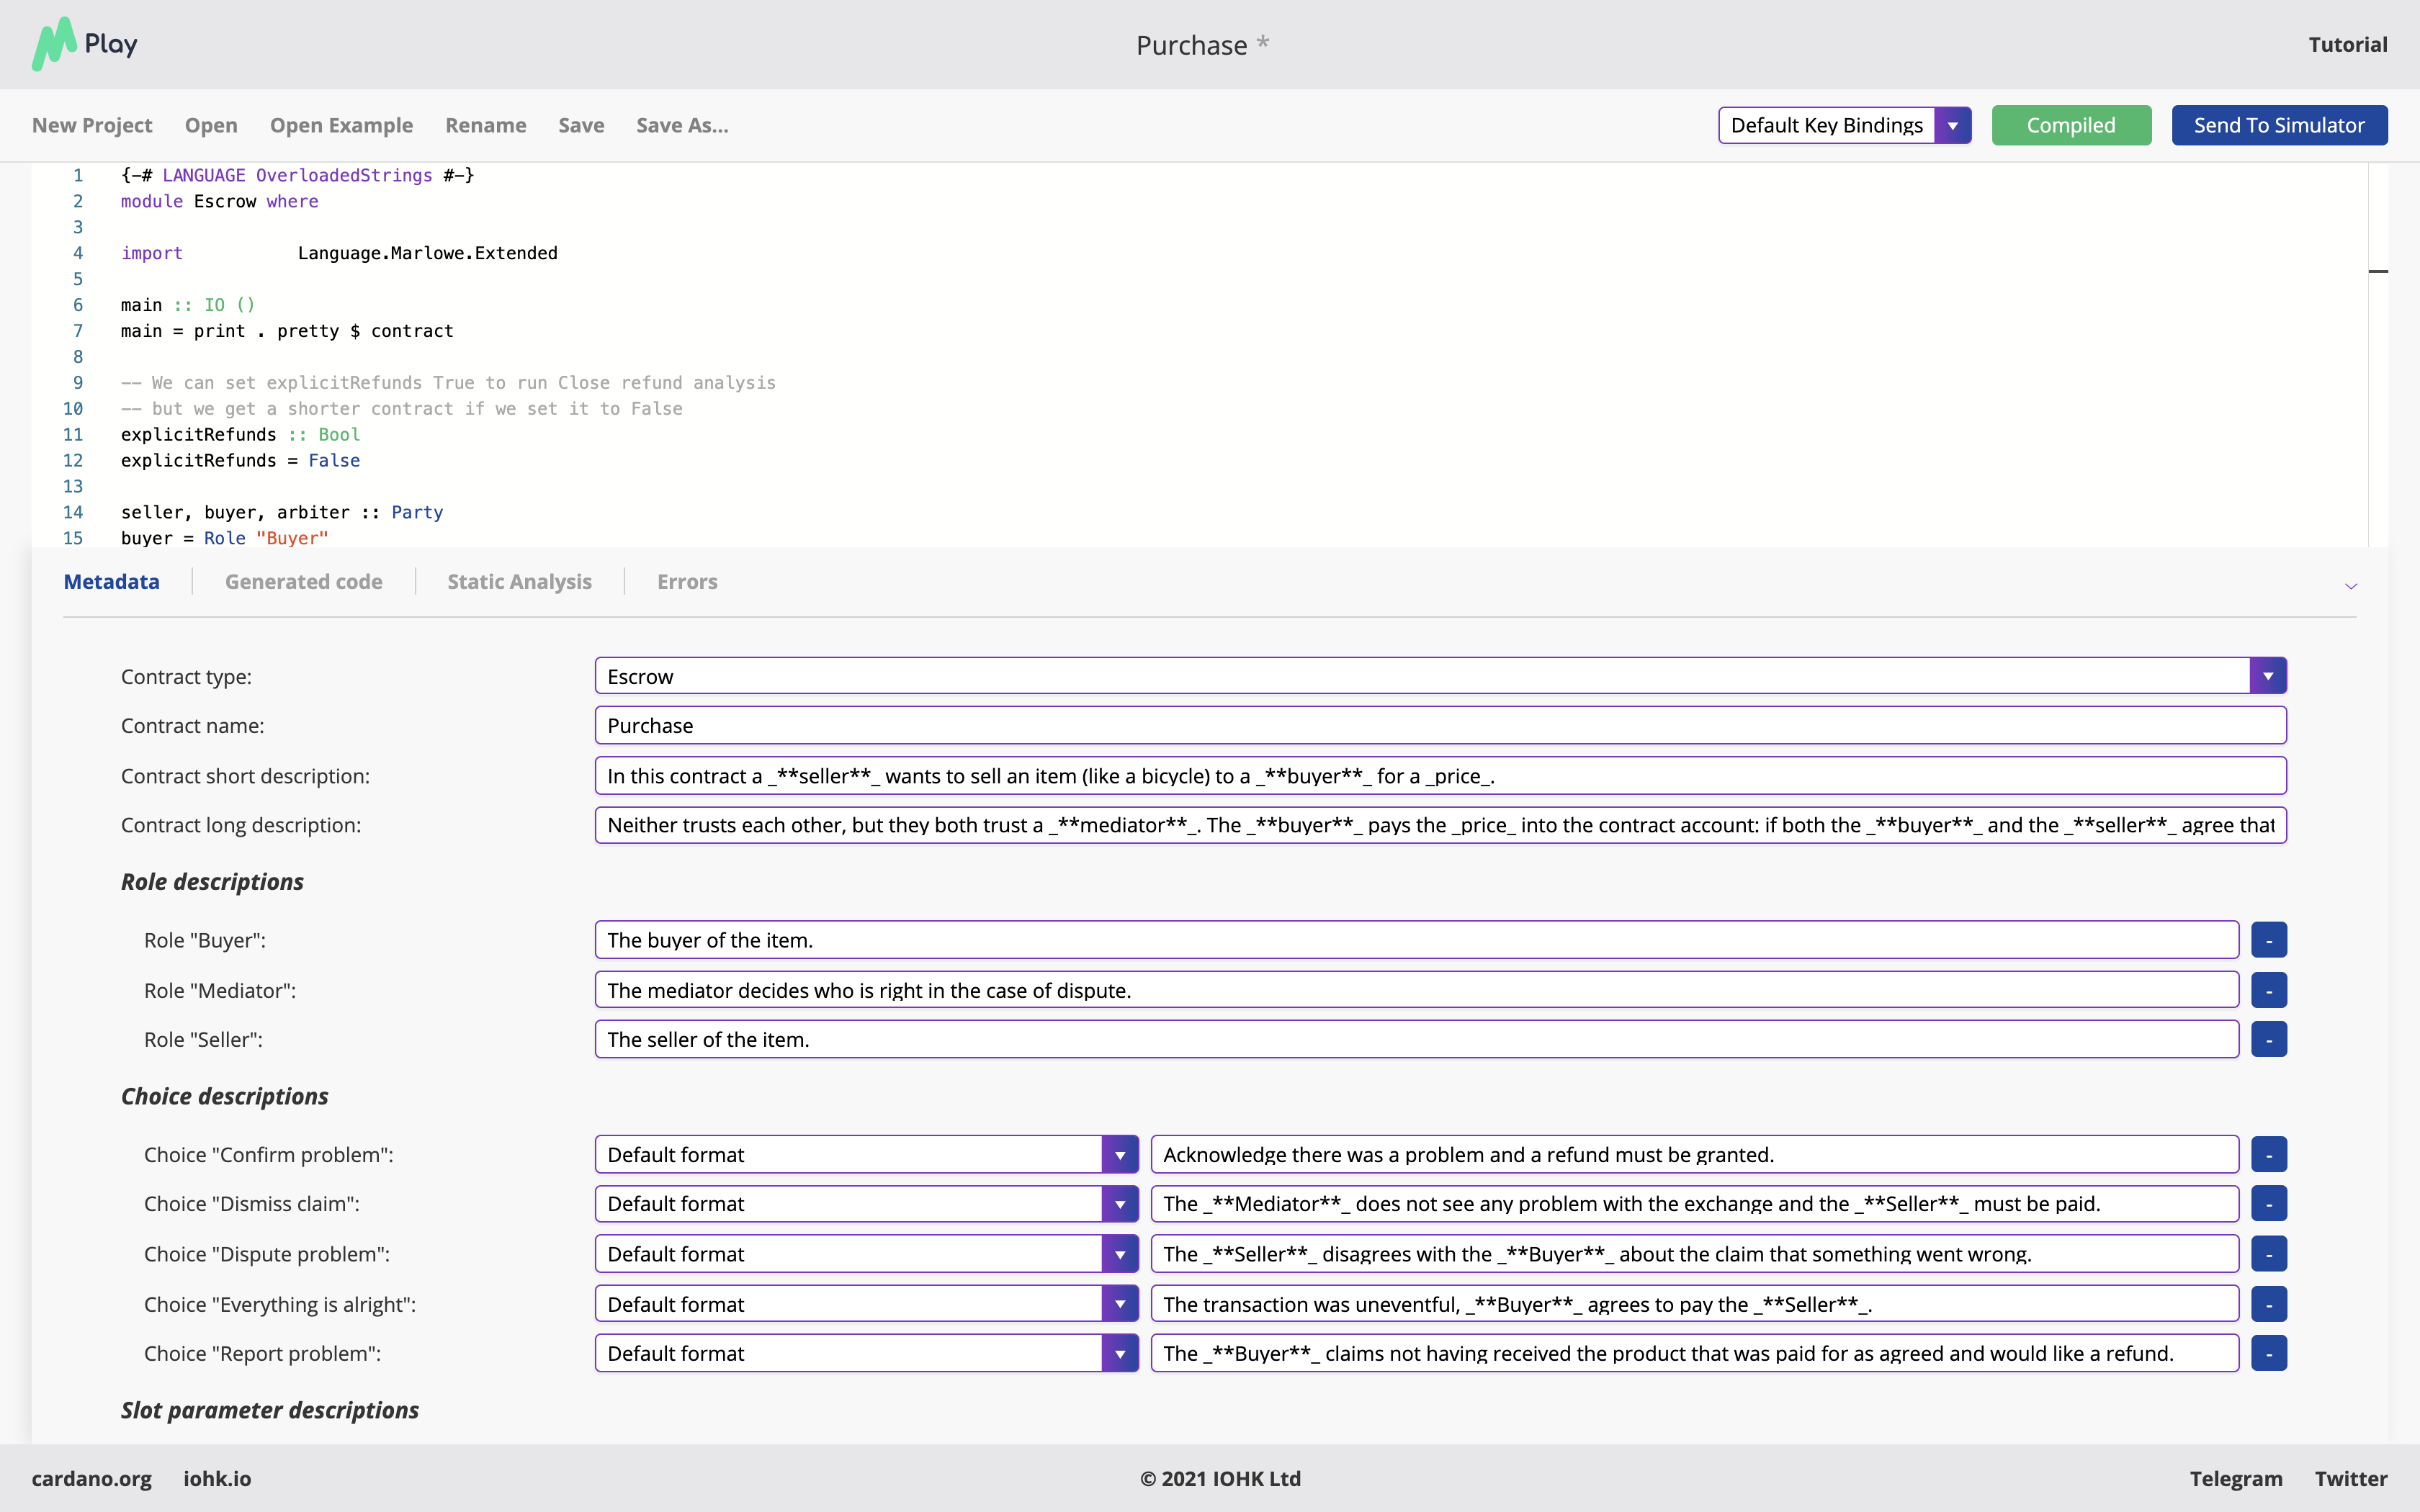 Play
Purchase *
Tutorial
New Project Open Open Example Rename Save Save As...
Default Key Bindings
Compiled
Send To Simulator
1 {-# LANGUAGE OverloadedStrings #-}
2 module Escrow where
3
4 import           Language.Marlowe.Extended
5
6 main :: IO ()
7 main = print . pretty $ contract
8
9 -- We can set explicitRefunds True to run Close refund analysis
10 -- but we get a shorter contract if we set it to False
11 explicitRefunds :: Bool
12 explicitRefunds = False
13
14 seller, buyer, arbiter :: Party
15 buyer = Role "Buyer"
Metadata Generated code Static Analysis Errors
Contract type: Escrow
Contract name: Purchase
Contract short description: In this contract a _**seller**_ wants to sell an item (like a bicycle) to a _**buyer**_ for a _price_.
Contract long description: Neither trusts each other, but they both trust a _**mediator**_. The _**buyer**_ pays the _price_ into the contract account: if both the _**buyer**_ and the _**seller**_ agree that
Role descriptions
Role "Buyer": The buyer of the item. -
Role "Mediator": The mediator decides who is right in the case of dispute. -
Role "Seller": The seller of the item. -
Choice descriptions
Choice "Confirm problem": Default format Acknowledge there was a problem and a refund must be granted. -
Choice "Dismiss claim": Default format The _**Mediator**_ does not see any problem with the exchange and the _**Seller**_ must be paid. -
Choice "Dispute problem": Default format The _**Seller**_ disagrees with the _**Buyer**_ about the claim that something went wrong. -
Choice "Everything is alright": Default format The transaction was uneventful, _**Buyer**_ agrees to pay the _**Seller**_. -
Choice "Report problem": Default format The _**Buyer**_ claims not having received the product that was paid for as agreed and would like a refund. -
Slot parameter descriptions
cardano.org iohk.io
© 2021 IOHK Ltd
Telegram Twitter